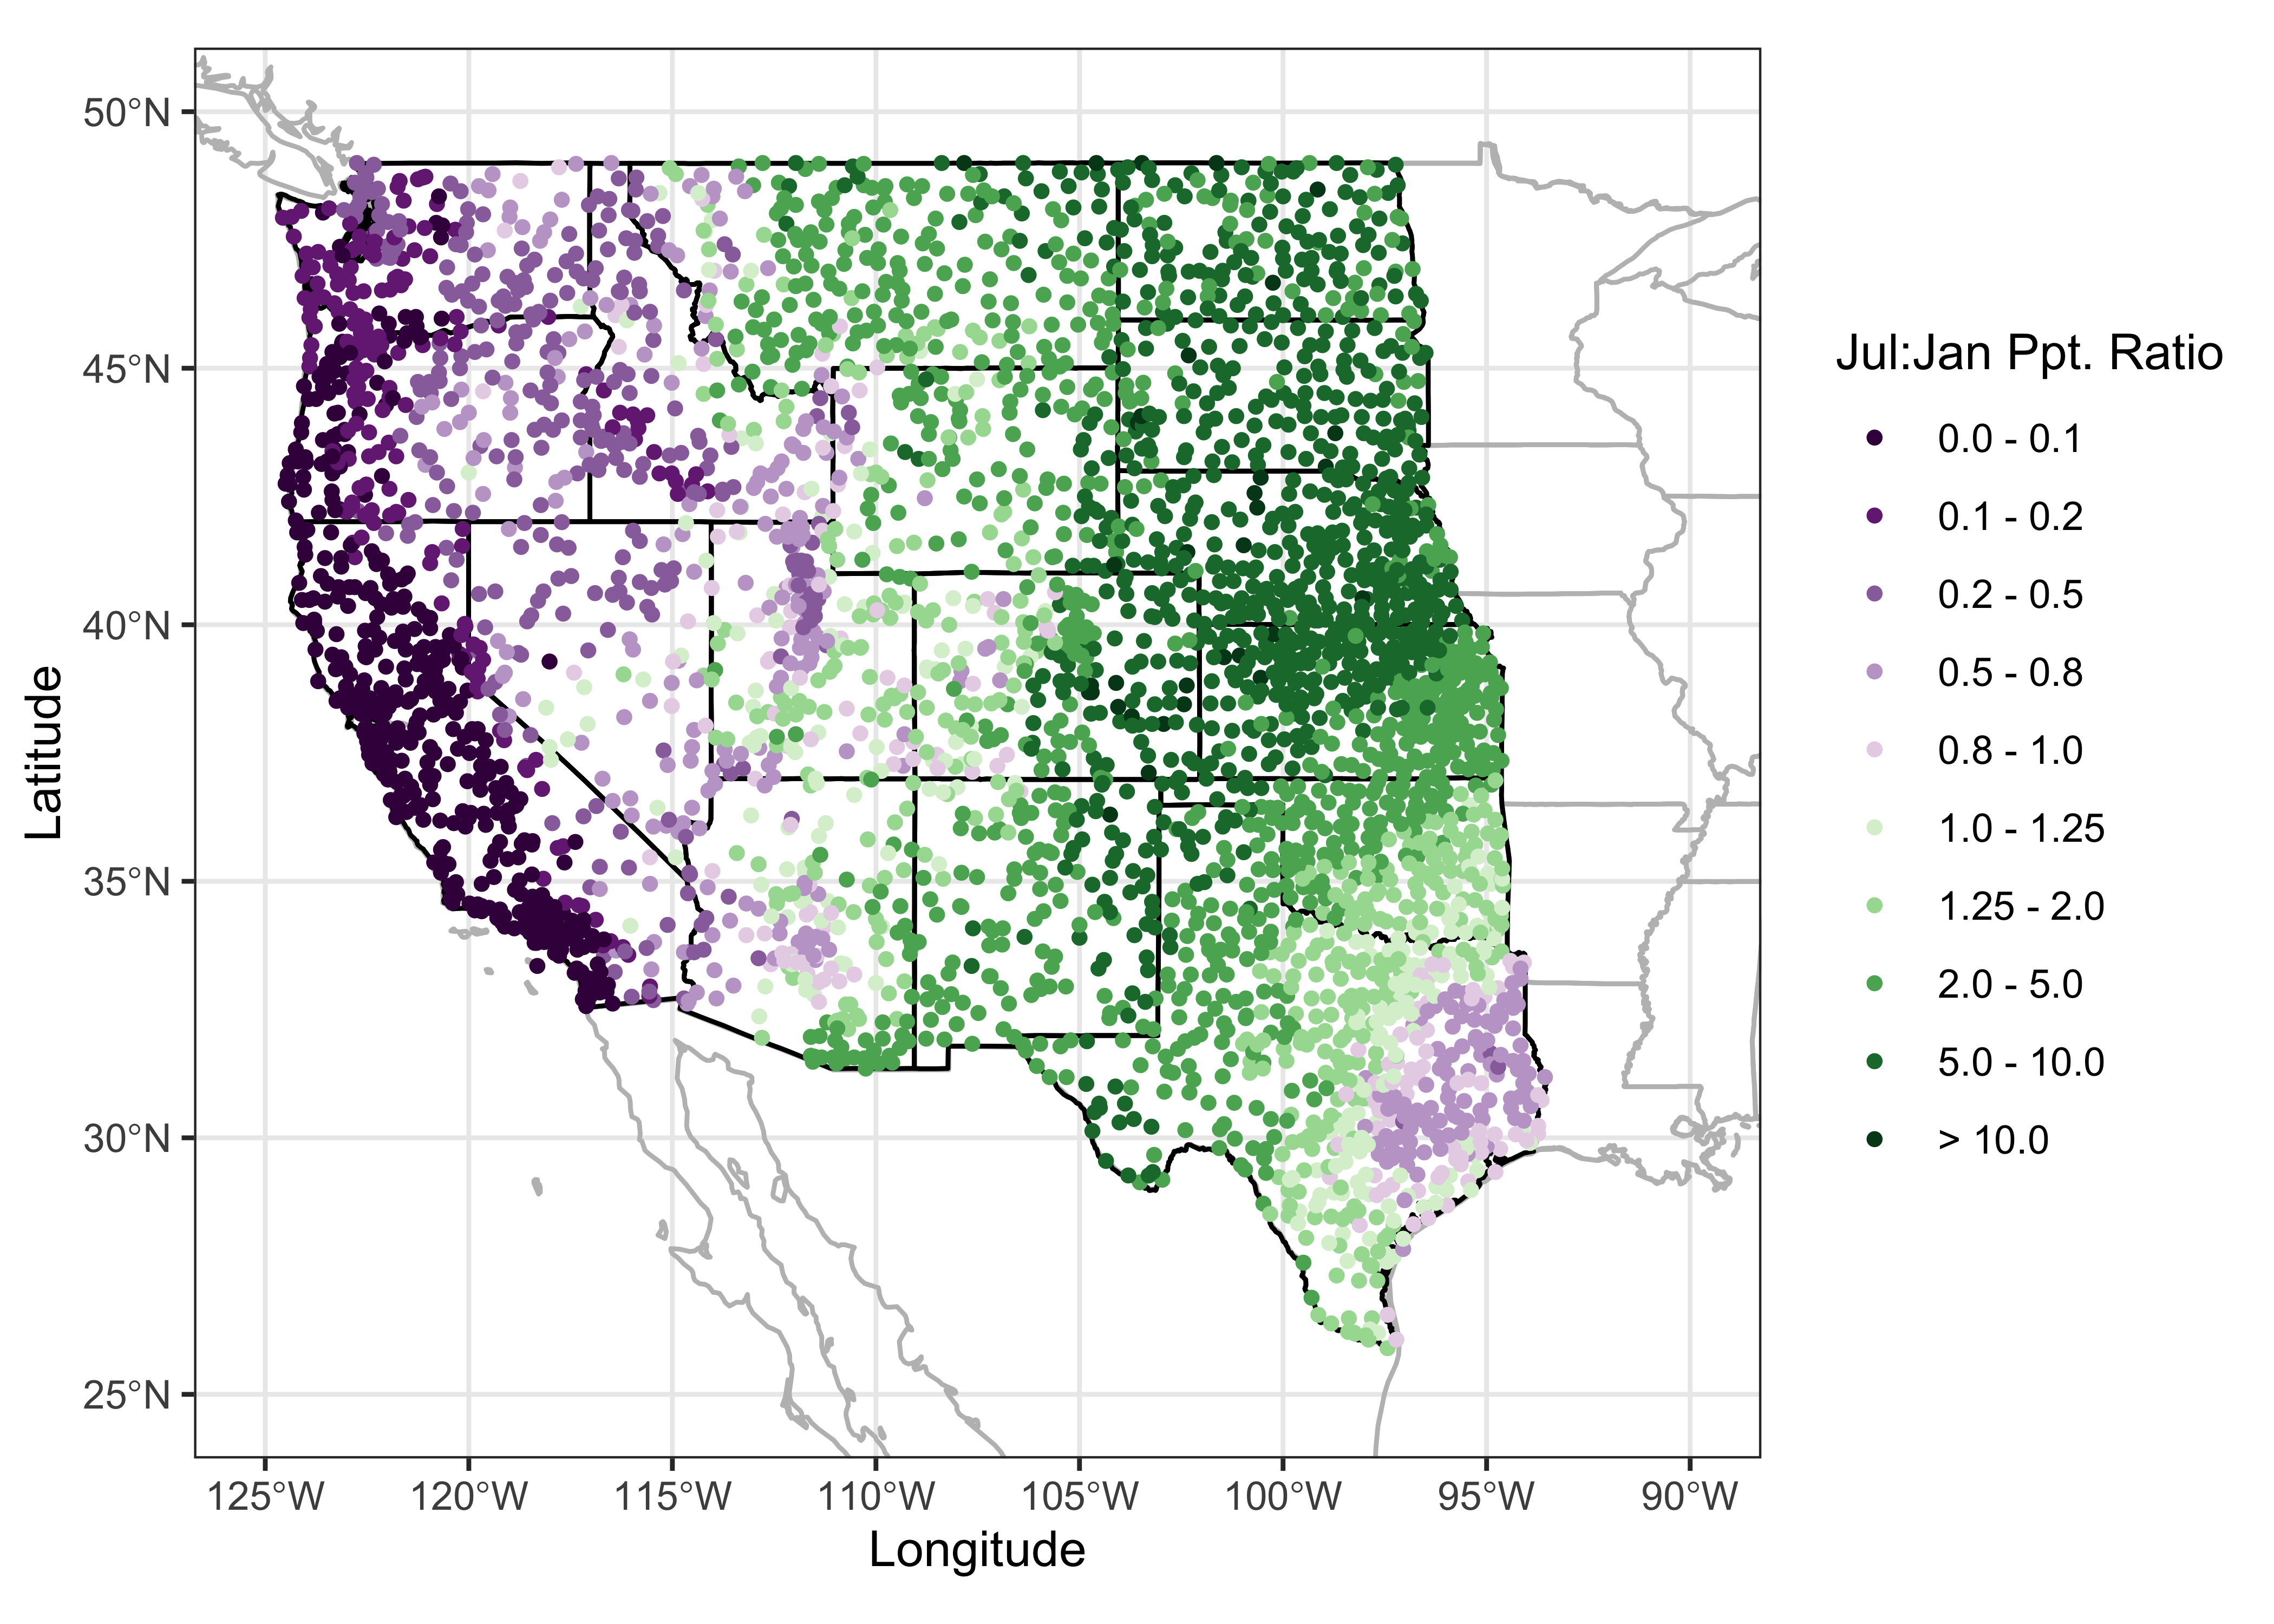 50°N
45°N
40°N
35°N
30°N
25°N
Latitude
125°W 120°W 115°W 110°W 105°W 100°W 95°W 90°W
Longitude
Jul:Jan Ppt. Ratio
0.0 - 0.1
0.1 - 0.2
0.2 - 0.5
0.5 - 0.8
0.8 - 1.0
1.0 - 1.25
1.25 - 2.0
2.0 - 5.0
5.0 - 10.0
> 10.0